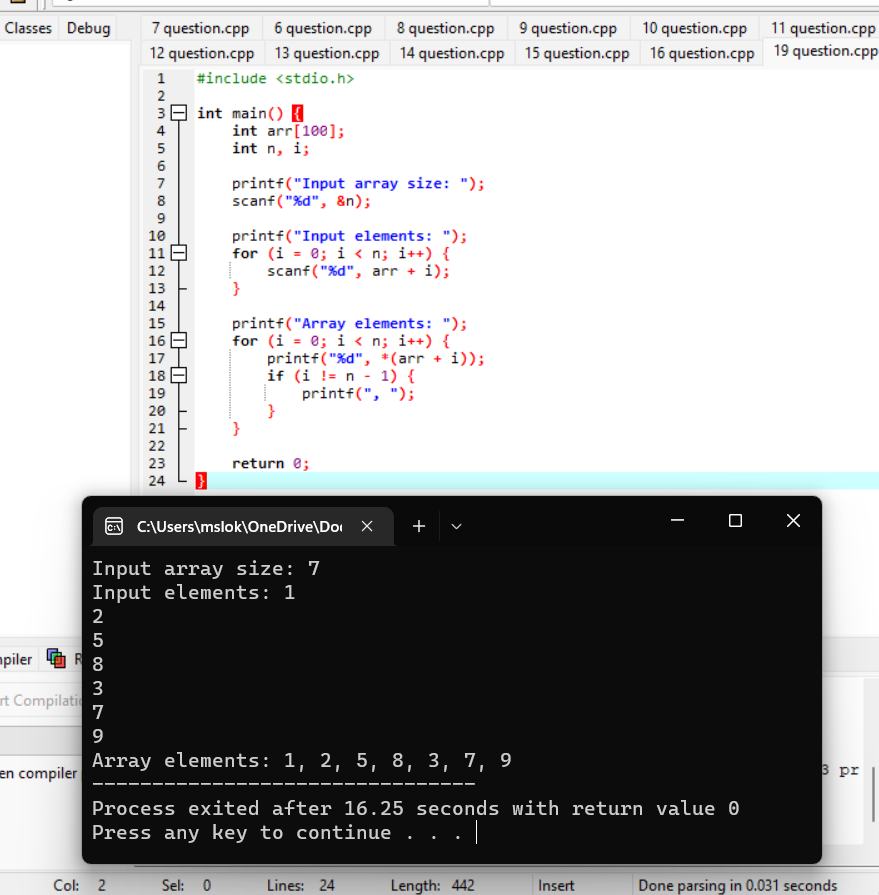 Classes Debug
7 question.cpp 6 question.cpp 8 question.cpp 9 question.cpp 10 question.cpp 11 question.cpp
12 question.cpp 13 question.cpp 14 question.cpp 15 question.cpp 16 question.cpp 19 question.cpp
1 #include <stdio.h>
2
3 int main() {
4 int arr[100];
5 int n, i;
6
7 printf("Input array size: ");
8 scanf("%d", &n);
9
10 printf("Input elements: ");
11 for (i = 0; i < n; i++) {
12 scanf("%d", arr + i);
13 }
14
15 printf("Array elements: ");
16 for (i = 0; i < n; i++) {
17 printf("%d", *(arr + i));
18 if (i != n - 1) {
19 printf(", ");
20 }
21 }
22
23 return 0;
24 }
C:\Users\mslok\OneDrive\Do
Input array size: 7
Input elements: 1
2
5
8
3
7
9
Array elements: 1, 2, 5, 8, 3, 7, 9
--------------------------------
Process exited after 16.25 seconds with return value 0
Press any key to continue . . .
piler R
rt Compilati
en compiler
3 pr
Col: 2 Sel: 0 Lines: 24 Length: 442 Insert Done parsing in 0.031 seconds